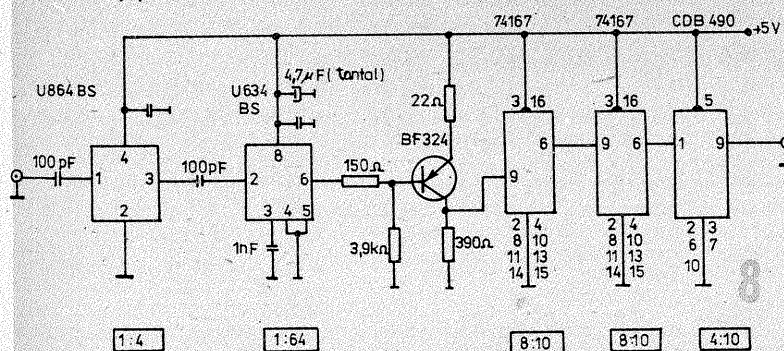 74167 74167 CDB 490
+5V
4,7µF (tantal)
U864 BS U634
BS
22Ω
3 16 3 16 5
BF324
100pF 4 100pF 8 150Ω 6 9 6 1 9
1 3 2 6 9
2 3 4 5
2 4 2 4 2 3
1nF 3,9kΩ 390Ω 8 10 8 10 6 7
11 13 11 13 10
14 15 14 15
8
1:4 1:64 8:10 8:10 4:10